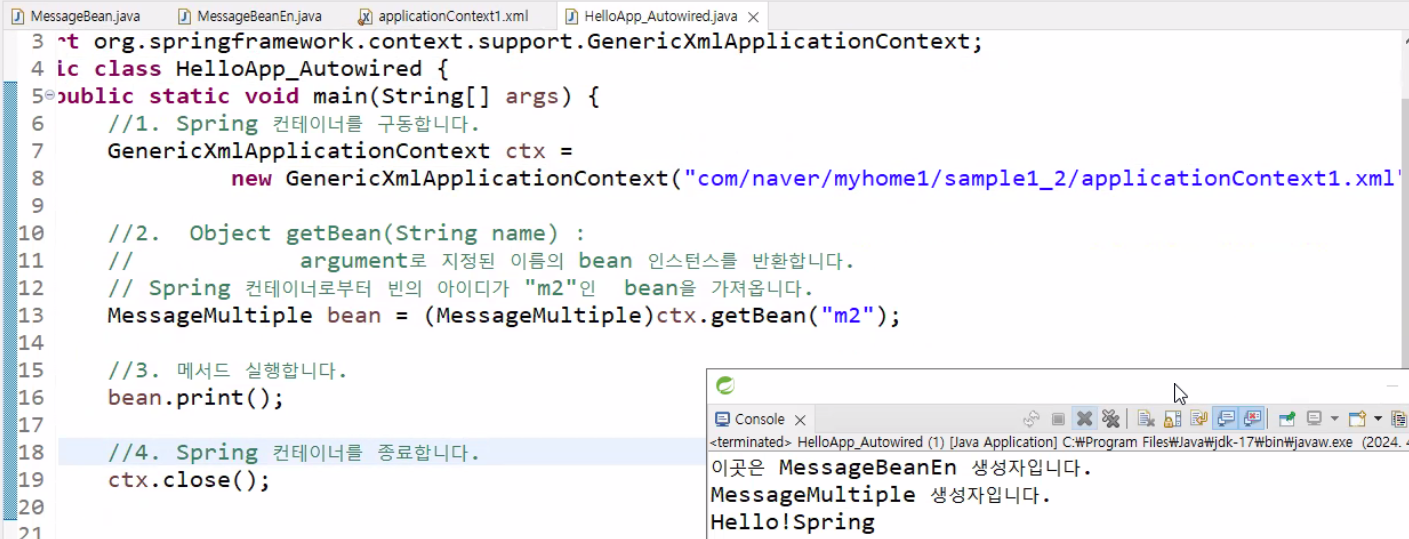 MessageBean.java MessageBeanEn.java applicationContext1.xml HelloApp_Autowired.java
3 rt org.springframework.context.support.GenericXmlApplicationContext;
4 ic class HelloApp_Autowired {
5 public static void main(String[] args) {
6 //1. Spring 컨테이너를 구동합니다.
7 GenericXmlApplicationContext ctx =
8 new GenericXmlApplicationContext("com/naver/myhome1/sample1_2/applicationContext1.xml"
9
10 //2.  Object getBean(String name) :
11 // argument로 지정된 이름의 bean 인스턴스를 반환합니다.
12 // Spring 컨테이너로부터 빈의 아이디가 "m2"인  bean을 가져옵니다.
13 MessageMultiple bean = (MessageMultiple)ctx.getBean("m2");
14
15 //3. 메서드 실행합니다.
16 bean.print();
17
18 //4. Spring 컨테이너를 종료합니다.
19 ctx.close();
20
21
Console
<terminated> HelloApp_Autowired (1) [Java Application] C:₩Program Files₩Java₩jdk-17₩bin₩javaw.exe (2024. 4
이곳은 MessageBeanEn 생성자입니다.
MessageMultiple 생성자입니다.
Hello!Spring